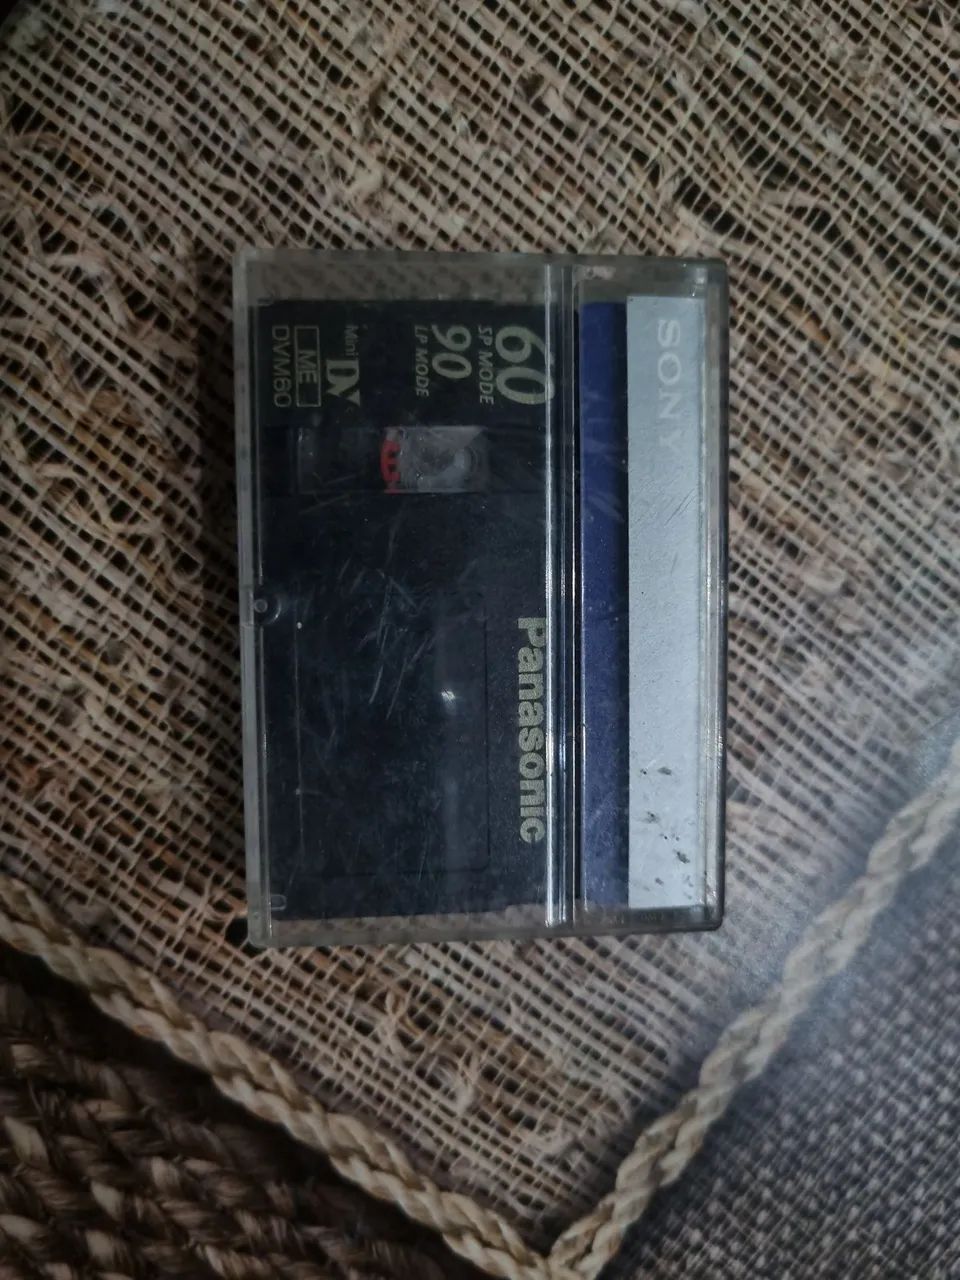 60
SP MODE
90
LP MODE
Mini DV
ME
DVM60
Panasonic
SONY